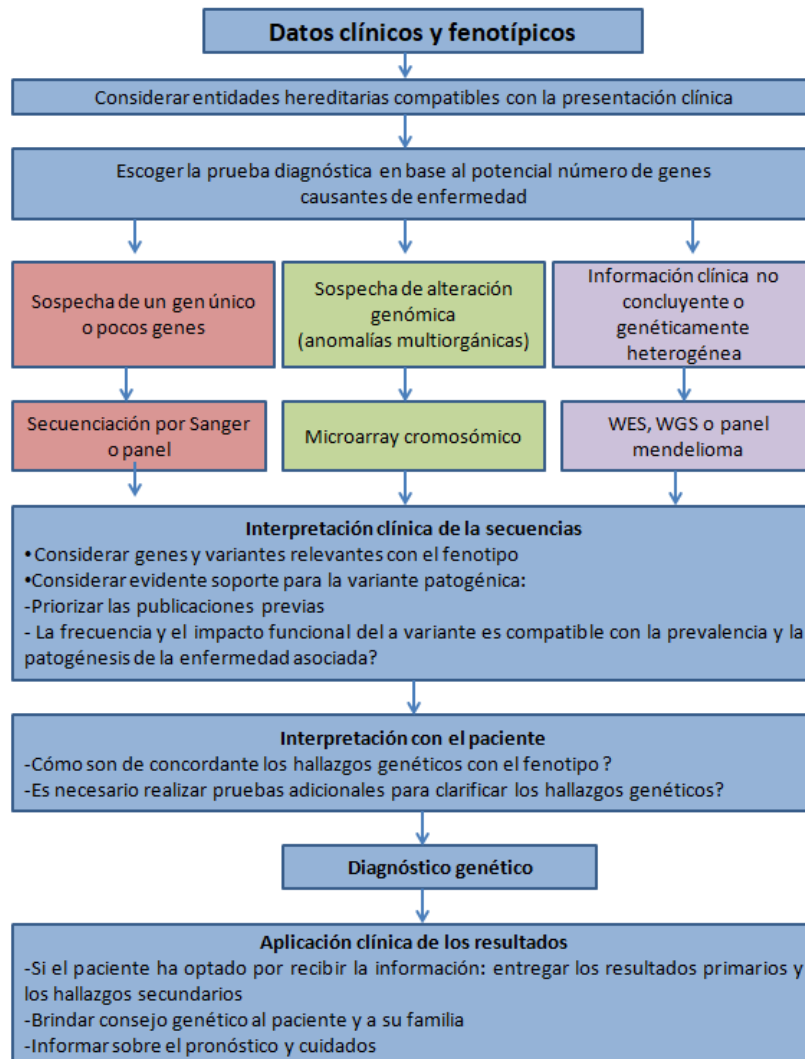 Datos clínicos y fenotípicos
Considerar entidades hereditarias compatibles con la presentación clínica
Escoger la prueba diagnóstica en base al potencial número de genes
causantes de enfermedad
Sospecha de un gen único
o pocos genes
Sospecha de alteración
genómica
(anomalías multiorgánicas)
Información clínica no
concluyente o
genéticamente
heterogénea
Secuenciación por Sanger
o panel
Microarray cromosómico
WES, WGS o panel
mendelioma
Interpretación clínica de la secuencias
•Considerar genes y variantes relevantes con el fenotipo
•Considerar evidente soporte para la variante patogénica:
-Priorizar las publicaciones previas
- La frecuencia y el impacto funcional del a variante es compatible con la prevalencia y la
patogénesis de la enfermedad asociada?
Interpretación con el paciente
-Cómo son de concordante los hallazgos genéticos con el fenotipo ?
-Es necesario realizar pruebas adicionales para clarificar los hallazgos genéticos?
Diagnóstico genético
Aplicación clínica de los resultados
-Si el paciente ha optado por recibir la información: entregar los resultados primarios y
los hallazgos secundarios
-Brindar consejo genético al paciente y a su familia
-Informar sobre el pronóstico y cuidados